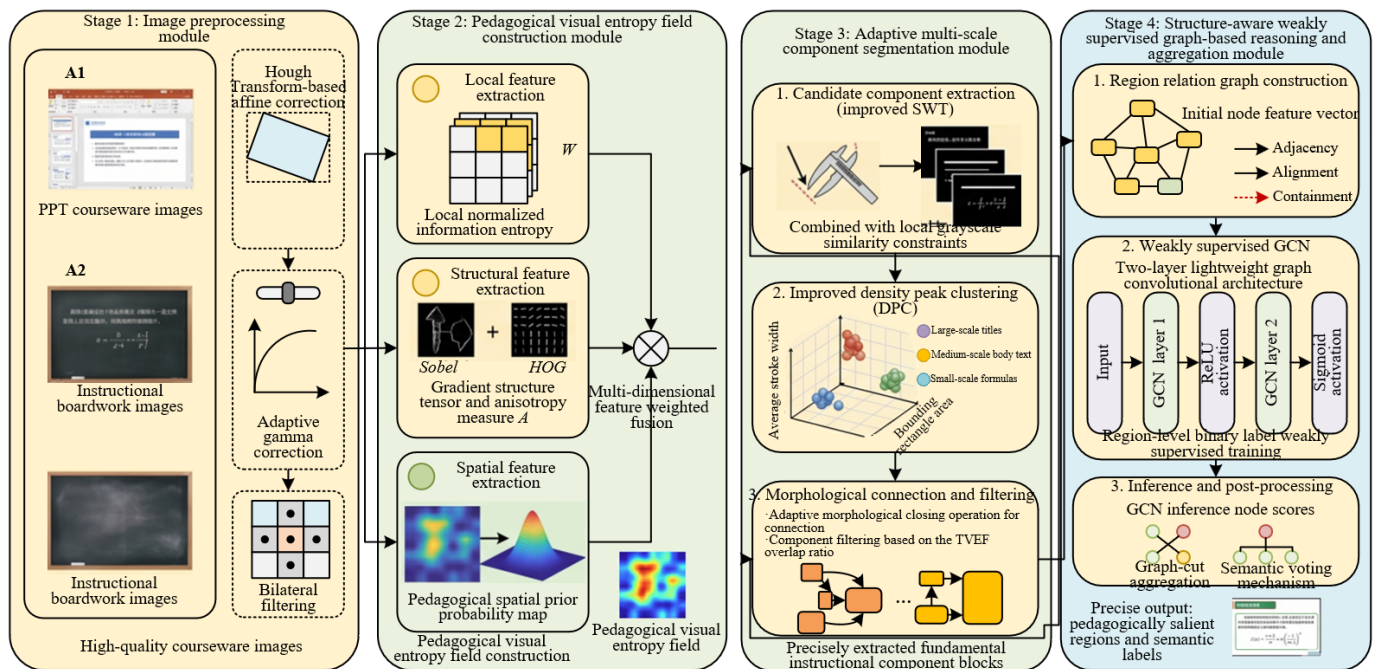 Stage 1: Image preprocessing
module
A1
PPT courseware images
A2
Instructional
boardwork images
Instructional
boardwork images
Hough
Transform-based
affine correction
Adaptive
gamma
correction
Bilateral
filtering
High-quality courseware images
Stage 2: Pedagogical visual entropy field
construction module
Local feature
extraction
W
Local normalized
information entropy
Structural feature
extraction
+
Sobel
HOG
Gradient structure
tensor and anisotropy
measure A
Spatial feature
extraction
Pedagogical spatial prior
probability map
Pedagogical visual
entropy field construction
Multi-dimensional
feature weighted
fusion
Pedagogical visual
entropy field
Stage 3: Adaptive multi-scale
component segmentation module
1. Candidate component extraction
(improved SWT)
Combined with local grayscale
similarity constraints
2. Improved density peak clustering
(DPC)
Average stroke width
Bounding
rectangle area
Large-scale titles
Medium-scale body text
Small-scale formulas
3. Morphological connection and filtering
·Adaptive morphological closing operation for
connection
·Component filtering based on the TVEF
overlap ratio
...
Precisely extracted fundamental
instructional component blocks
Stage 4: Structure-aware weakly
supervised graph-based reasoning and
aggregation module
1. Region relation graph construction
Initial node feature vector
Adjacency
Alignment
Containment
2. Weakly supervised GCN
Two-layer lightweight graph
convolutional architecture
Input
GCN layer 1
ReLU
activation
GCN layer 2
Sigmoid
activation
Region-level binary label weakly
supervised training
3. Inference and post-processing
GCN inference node scores
Graph-cut
aggregation
Semantic voting
mechanism
Precise output:
pedagogically salient
regions and semantic
labels